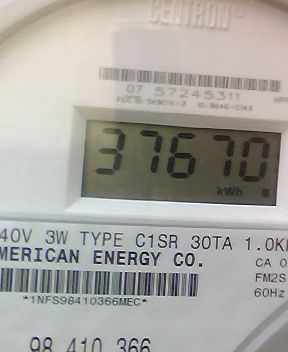 CENTRON®
07 57245311
37670
kWh
40V 3W TYPE C1SR 30TA 1.0K
MERICAN ENERGY CO.
CA 0
FM2S
60Hz
*1NFS98410366MEC*
98 410 366